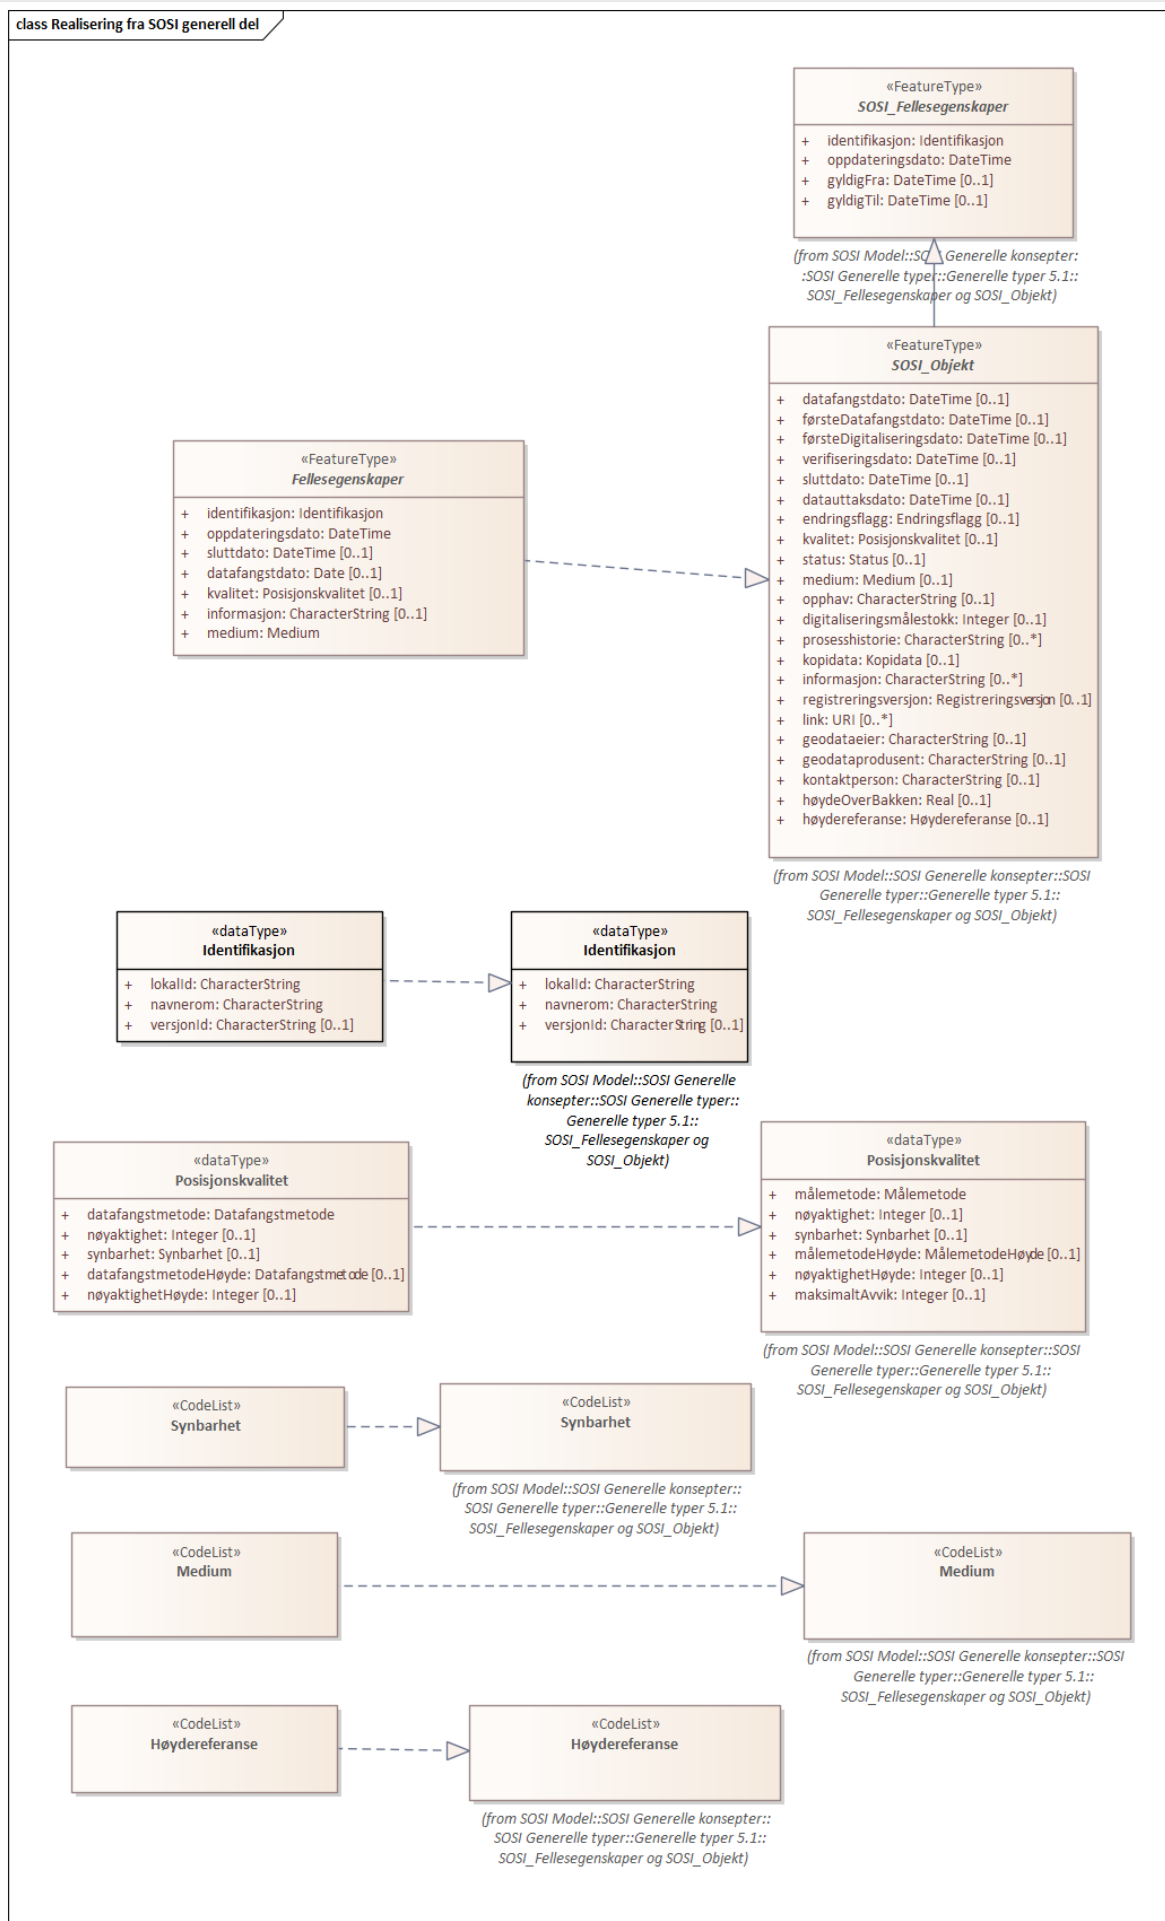 class Realisering fra SOSI generell del
«FeatureType»
SOSI_Fellesegenskaper
+ identifikasjon: Identifikasjon
+ oppdateringsdato: DateTime
+ gyldigFra: DateTime [0..1]
+ gyldigTil: DateTime [0..1]
(from SOSI Model::SOSI Generelle konsepter:
:SOSI Generelle typer::Generelle typer 5.1::
SOSI_Fellesegenskaper og SOSI_Objekt)
«FeatureType»
SOSI_Objekt
+ datafangstdato: DateTime [0..1]
+ førsteDatafangstdato: DateTime [0..1]
+ førsteDigitaliseringsdato: DateTime [0..1]
+ verifiseringsdato: DateTime [0..1]
+ sluttdato: DateTime [0..1]
+ datauttaksdato: DateTime [0..1]
+ endringsflagg: Endringsflagg [0..1]
+ kvalitet: Posisjonskvalitet [0..1]
+ status: Status [0..1]
+ medium: Medium [0..1]
+ opphav: CharacterString [0..1]
+ digitaliseringsmålestokk: Integer [0..1]
+ prosesshistorie: CharacterString [0..*]
+ kopidata: Kopidata [0..1]
+ informasjon: CharacterString [0..*]
+ registreringsversjon: Registreringsversjon [0..1]
+ link: URI [0..*]
+ geodataeier: CharacterString [0..1]
+ geodataprodusent: CharacterString [0..1]
+ kontaktperson: CharacterString [0..1]
+ høydeOverBakken: Real [0..1]
+ høydereferanse: Høydereferanse [0..1]
(from SOSI Model::SOSI Generelle konsepter::SOSI
Generelle typer::Generelle typer 5.1::
SOSI_Fellesegenskaper og SOSI_Objekt)
«FeatureType»
Fellesegenskaper
+ identifikasjon: Identifikasjon
+ oppdateringsdato: DateTime
+ sluttdato: DateTime [0..1]
+ datafangstdato: Date [0..1]
+ kvalitet: Posisjonskvalitet [0..1]
+ informasjon: CharacterString [0..1]
+ medium: Medium
«dataType»
Identifikasjon
+ lokalId: CharacterString
+ navnerom: CharacterString
+ versjonId: CharacterString [0..1]
«dataType»
Identifikasjon
+ lokalId: CharacterString
+ navnerom: CharacterString
+ versjonId: CharacterString [0..1]
(from SOSI Model::SOSI Generelle
konsepter::SOSI Generelle typer::
Generelle typer 5.1::
SOSI_Fellesegenskaper og
SOSI_Objekt)
«dataType»
Posisjonskvalitet
+ datafangstmetode: Datafangstmetode
+ nøyaktighet: Integer [0..1]
+ synbarhet: Synbarhet [0..1]
+ datafangstmetodeHøyde: Datafangstmetode [0..1]
+ nøyaktighetHøyde: Integer [0..1]
«dataType»
Posisjonskvalitet
+ målemetode: Målemetode
+ nøyaktighet: Integer [0..1]
+ synbarhet: Synbarhet [0..1]
+ målemetodeHøyde: MålemetodeHøyde [0..1]
+ nøyaktighetHøyde: Integer [0..1]
+ maksimaltAvvik: Integer [0..1]
(from SOSI Model::SOSI Generelle konsepter::SOSI
Generelle typer::Generelle typer 5.1::
SOSI_Fellesegenskaper og SOSI_Objekt)
«CodeList»
Synbarhet
«CodeList»
Synbarhet
(from SOSI Model::SOSI Generelle konsepter::
SOSI Generelle typer::Generelle typer 5.1::
SOSI_Fellesegenskaper og SOSI_Objekt)
«CodeList»
Medium
«CodeList»
Medium
(from SOSI Model::SOSI Generelle konsepter::SOSI
Generelle typer::Generelle typer 5.1::
SOSI_Fellesegenskaper og SOSI_Objekt)
«CodeList»
Høydereferanse
«CodeList»
Høydereferanse
(from SOSI Model::SOSI Generelle konsepter::
SOSI Generelle typer::Generelle typer 5.1::
SOSI_Fellesegenskaper og SOSI_Objekt)